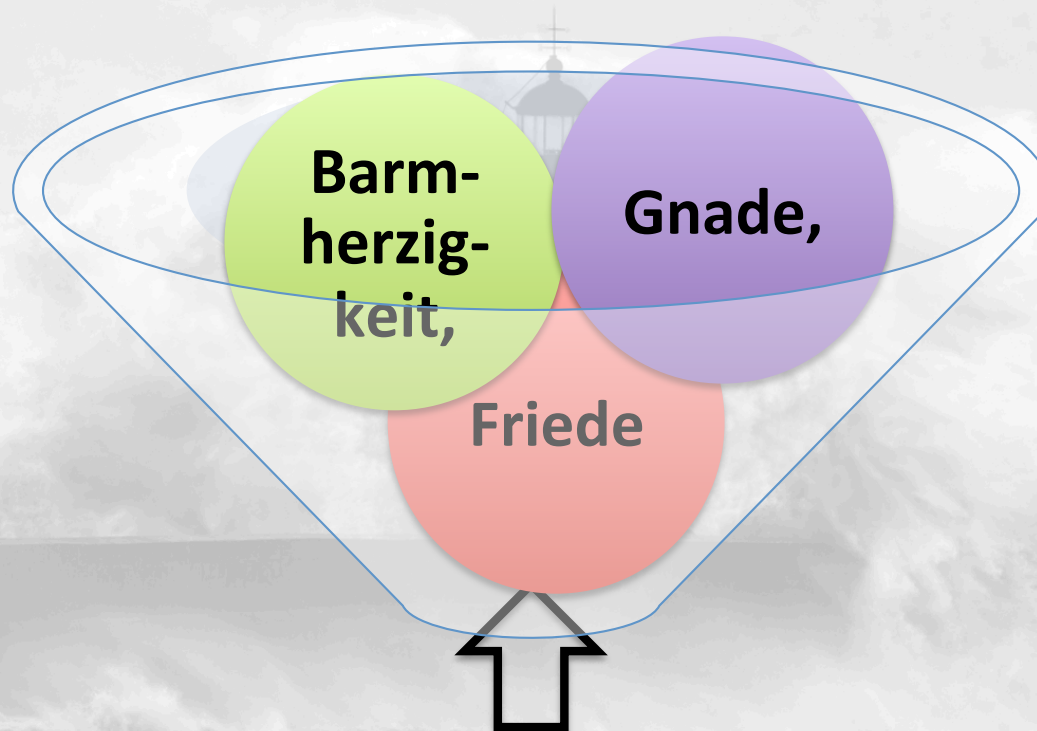 Barm-
herzig-
keit,
Gnade,
Friede